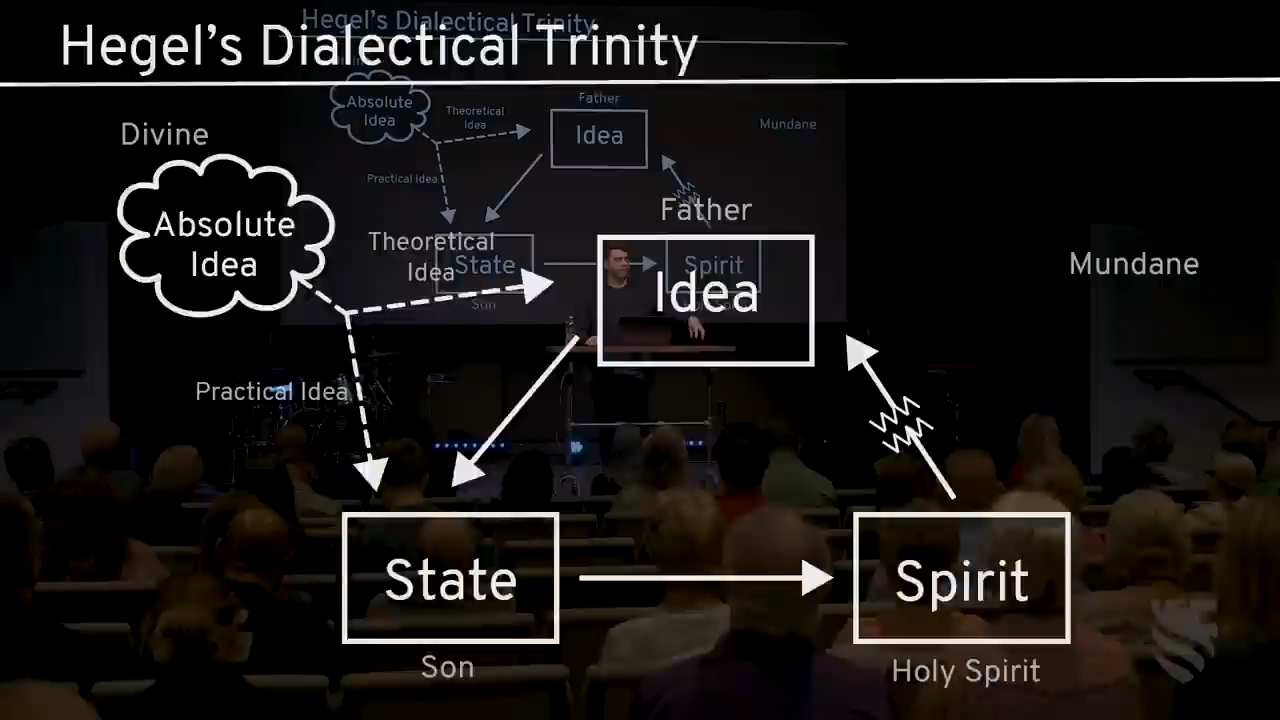 Hegel's Dialectical Trinity
Hegel's Dialectical Trinity
Divine
Absolute
Idea
Theoretical
Idea
Practical Idea
Father
Idea
Mundane
State
Son
Spirit
Holy Spirit
Absolute
Idea
Theoretical
Idea
Father
Idea
Mundane
Practical Idea
State
Son
Spirit